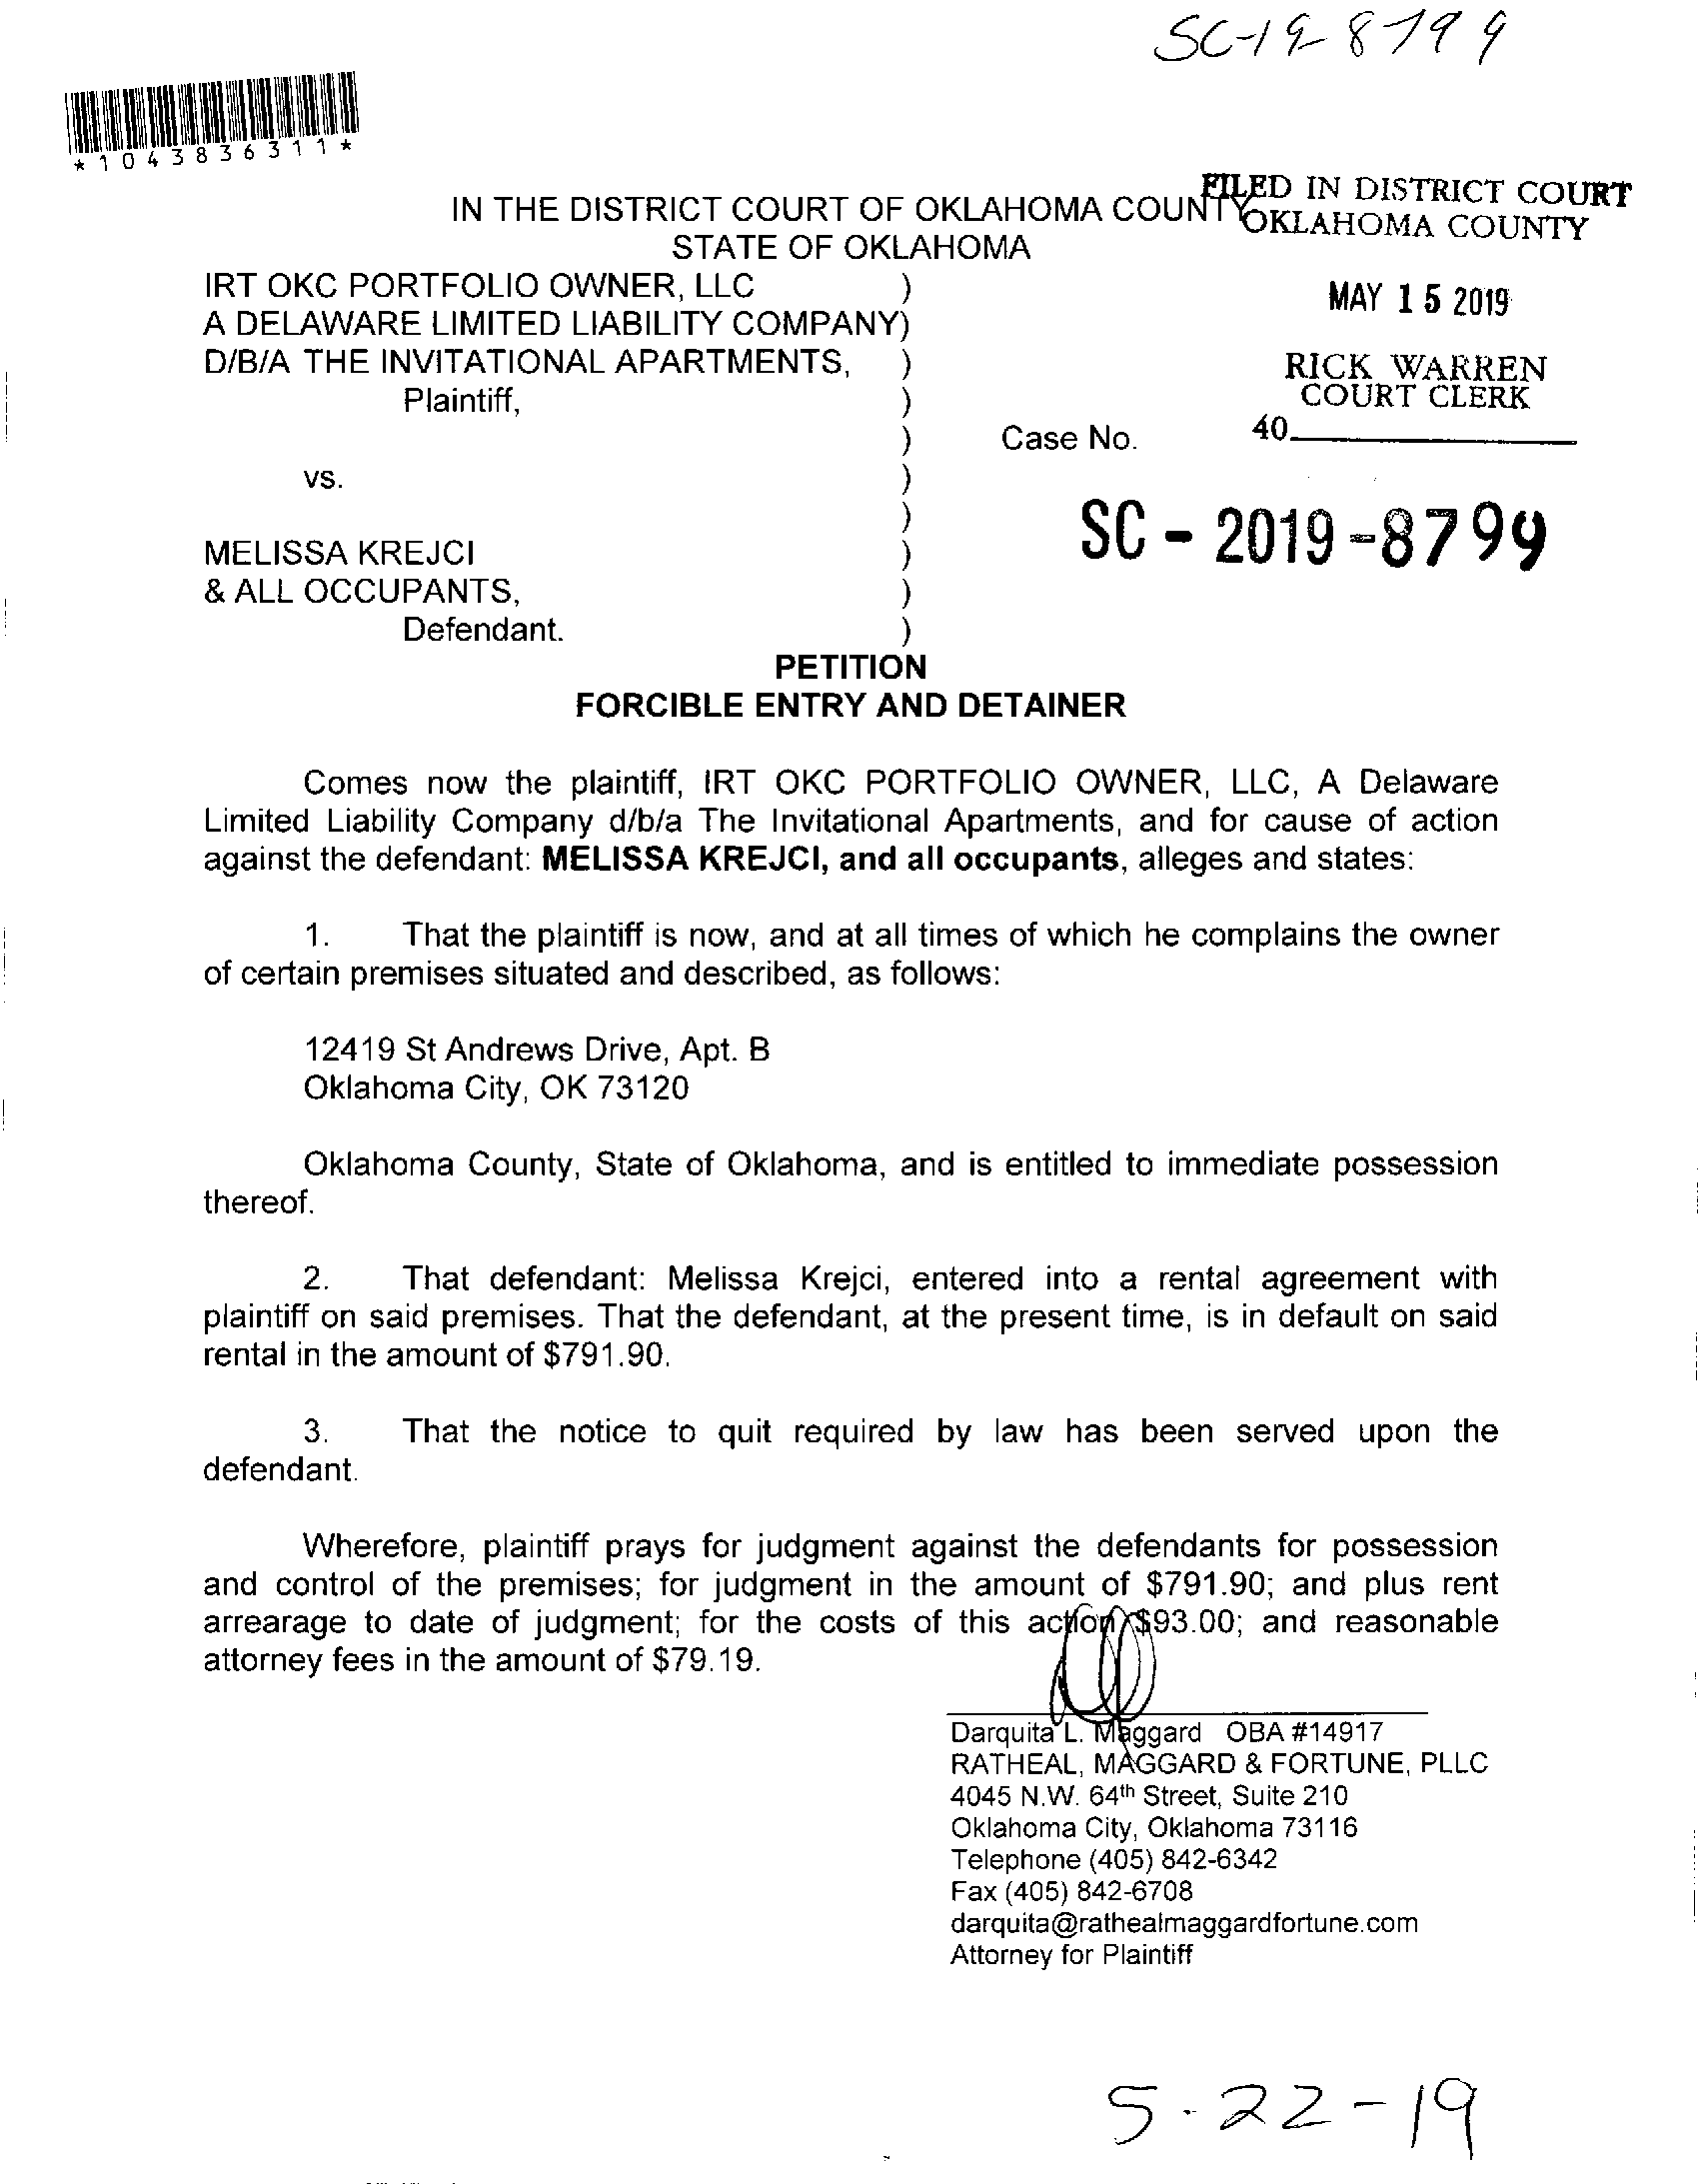 SC-19-8799
*1043836311*
FILED IN DISTRICT COURT
OKLAHOMA COUNTY
IN THE DISTRICT COURT OF OKLAHOMA COUNTY
STATE OF OKLAHOMA
IRT OKC PORTFOLIO OWNER, LLC )
A DELAWARE LIMITED LIABILITY COMPANY)
D/B/A THE INVITATIONAL APARTMENTS, )
Plaintiff, )
MAY 15 2019
RICK WARREN
COURT CLERK
40
) Case No.
vs. )
)
SC - 2019 -8799
MELISSA KREJCI )
& ALL OCCUPANTS, )
Defendant. )
PETITION
FORCIBLE ENTRY AND DETAINER
Comes now the plaintiff, IRT OKC PORTFOLIO OWNER, LLC, A Delaware
Limited Liability Company d/b/a The Invitational Apartments, and for cause of action
against the defendant: MELISSA KREJCI, and all occupants, alleges and states:
1. That the plaintiff is now, and at all times of which he complains the owner
of certain premises situated and described, as follows:
12419 St Andrews Drive, Apt. B
Oklahoma City, OK 73120
Oklahoma County, State of Oklahoma, and is entitled to immediate possession
thereof.
2. That defendant: Melissa Krejci, entered into a rental agreement with
plaintiff on said premises. That the defendant, at the present time, is in default on said
rental in the amount of $791.90.
3. That the notice to quit required by law has been served upon the
defendant.
Wherefore, plaintiff prays for judgment against the defendants for possession
and control of the premises; for judgment in the amount of $791.90; and plus rent
arrearage to date of judgment; for the costs of this action $93.00; and reasonable
attorney fees in the amount of $79.19.
Darquita L. Maggard OBA #14917
RATHEAL, MAGGARD & FORTUNE, PLLC
4045 N.W. 64th Street, Suite 210
Oklahoma City, Oklahoma 73116
Telephone (405) 842-6342
Fax (405) 842-6708
darquita@rathealmaggardfortune.com
Attorney for Plaintiff
5-22-19